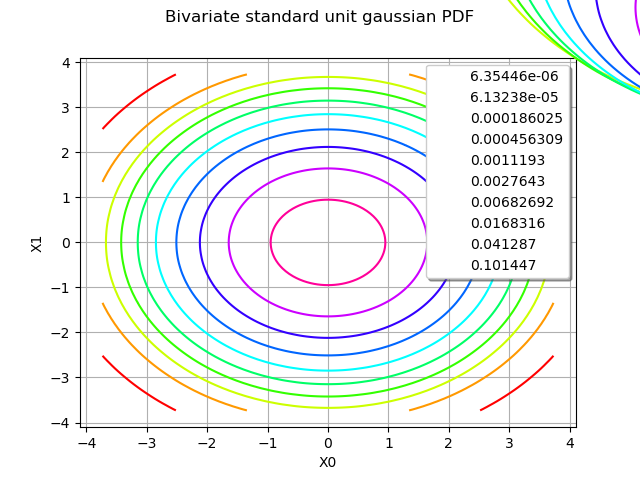 Bivariate standard unit gaussian PDF
4
3
2
1
0
−1
−2
−3
−4
X1
6.35446e-06
6.13238e-05
0.000186025
0.000456309
0.0011193
0.0027643
0.00682692
0.0168316
0.041287
0.101447
−4 −3 −2 −1 0 1 2 3 4
X0